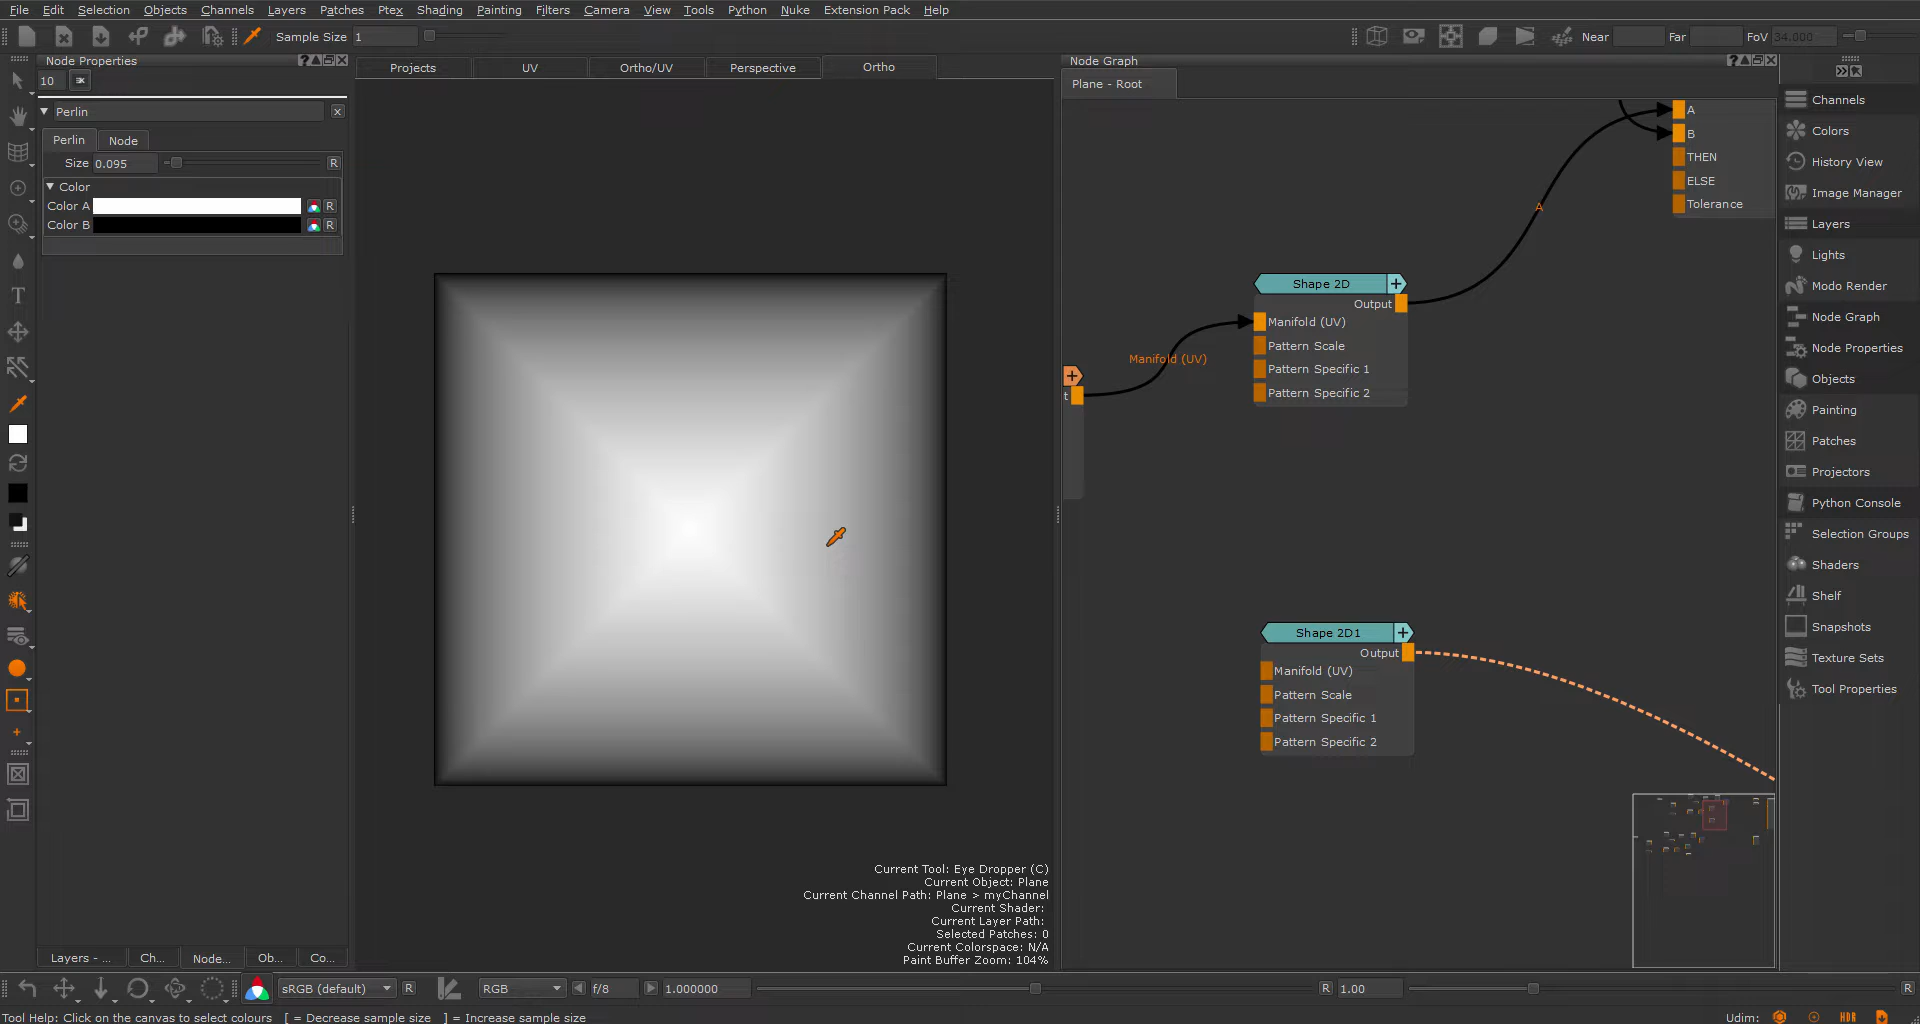 File Edit Selection Objects Channels Layers Patches Ptex Shading Painting Filters Camera View Tools Python Nuke Extension Pack Help
Sample Size 1
Near Far FoV 34.000
Node Properties
10
Perlin
Perlin Node
Size 0.095 R
Color
Color A R
Color B R
Projects UV Ortho/UV Perspective Ortho
Current Tool: Eye Dropper (C)
Current Object: Plane
Current Channel Path: Plane > myChannel
Current Shader:
Current Layer Path:
Selected Patches: 0
Current Colorspace: N/A
Paint Buffer Zoom: 104%
Node Graph
Plane - Root
A
B
THEN
ELSE
Tolerance
A
Shape 2D +
Output
Manifold (UV)
Pattern Scale
Pattern Specific 1
Pattern Specific 2
Manifold (UV)
+
t
Shape 2D1 +
Output
Manifold (UV)
Pattern Scale
Pattern Specific 1
Pattern Specific 2
Channels
Colors
History View
Image Manager
Layers
Lights
Modo Render
Node Graph
Node Properties
Objects
Painting
Patches
Projectors
Python Console
Selection Groups
Shaders
Shelf
Snapshots
Texture Sets
Tool Properties
Layers - ... Ch... Node... Ob... Co...
sRGB (default) R RGB f/8 1.000000 R 1.00 R
Tool Help: Click on the canvas to select colours [ = Decrease sample size ] = Increase sample size
Udim: HDR